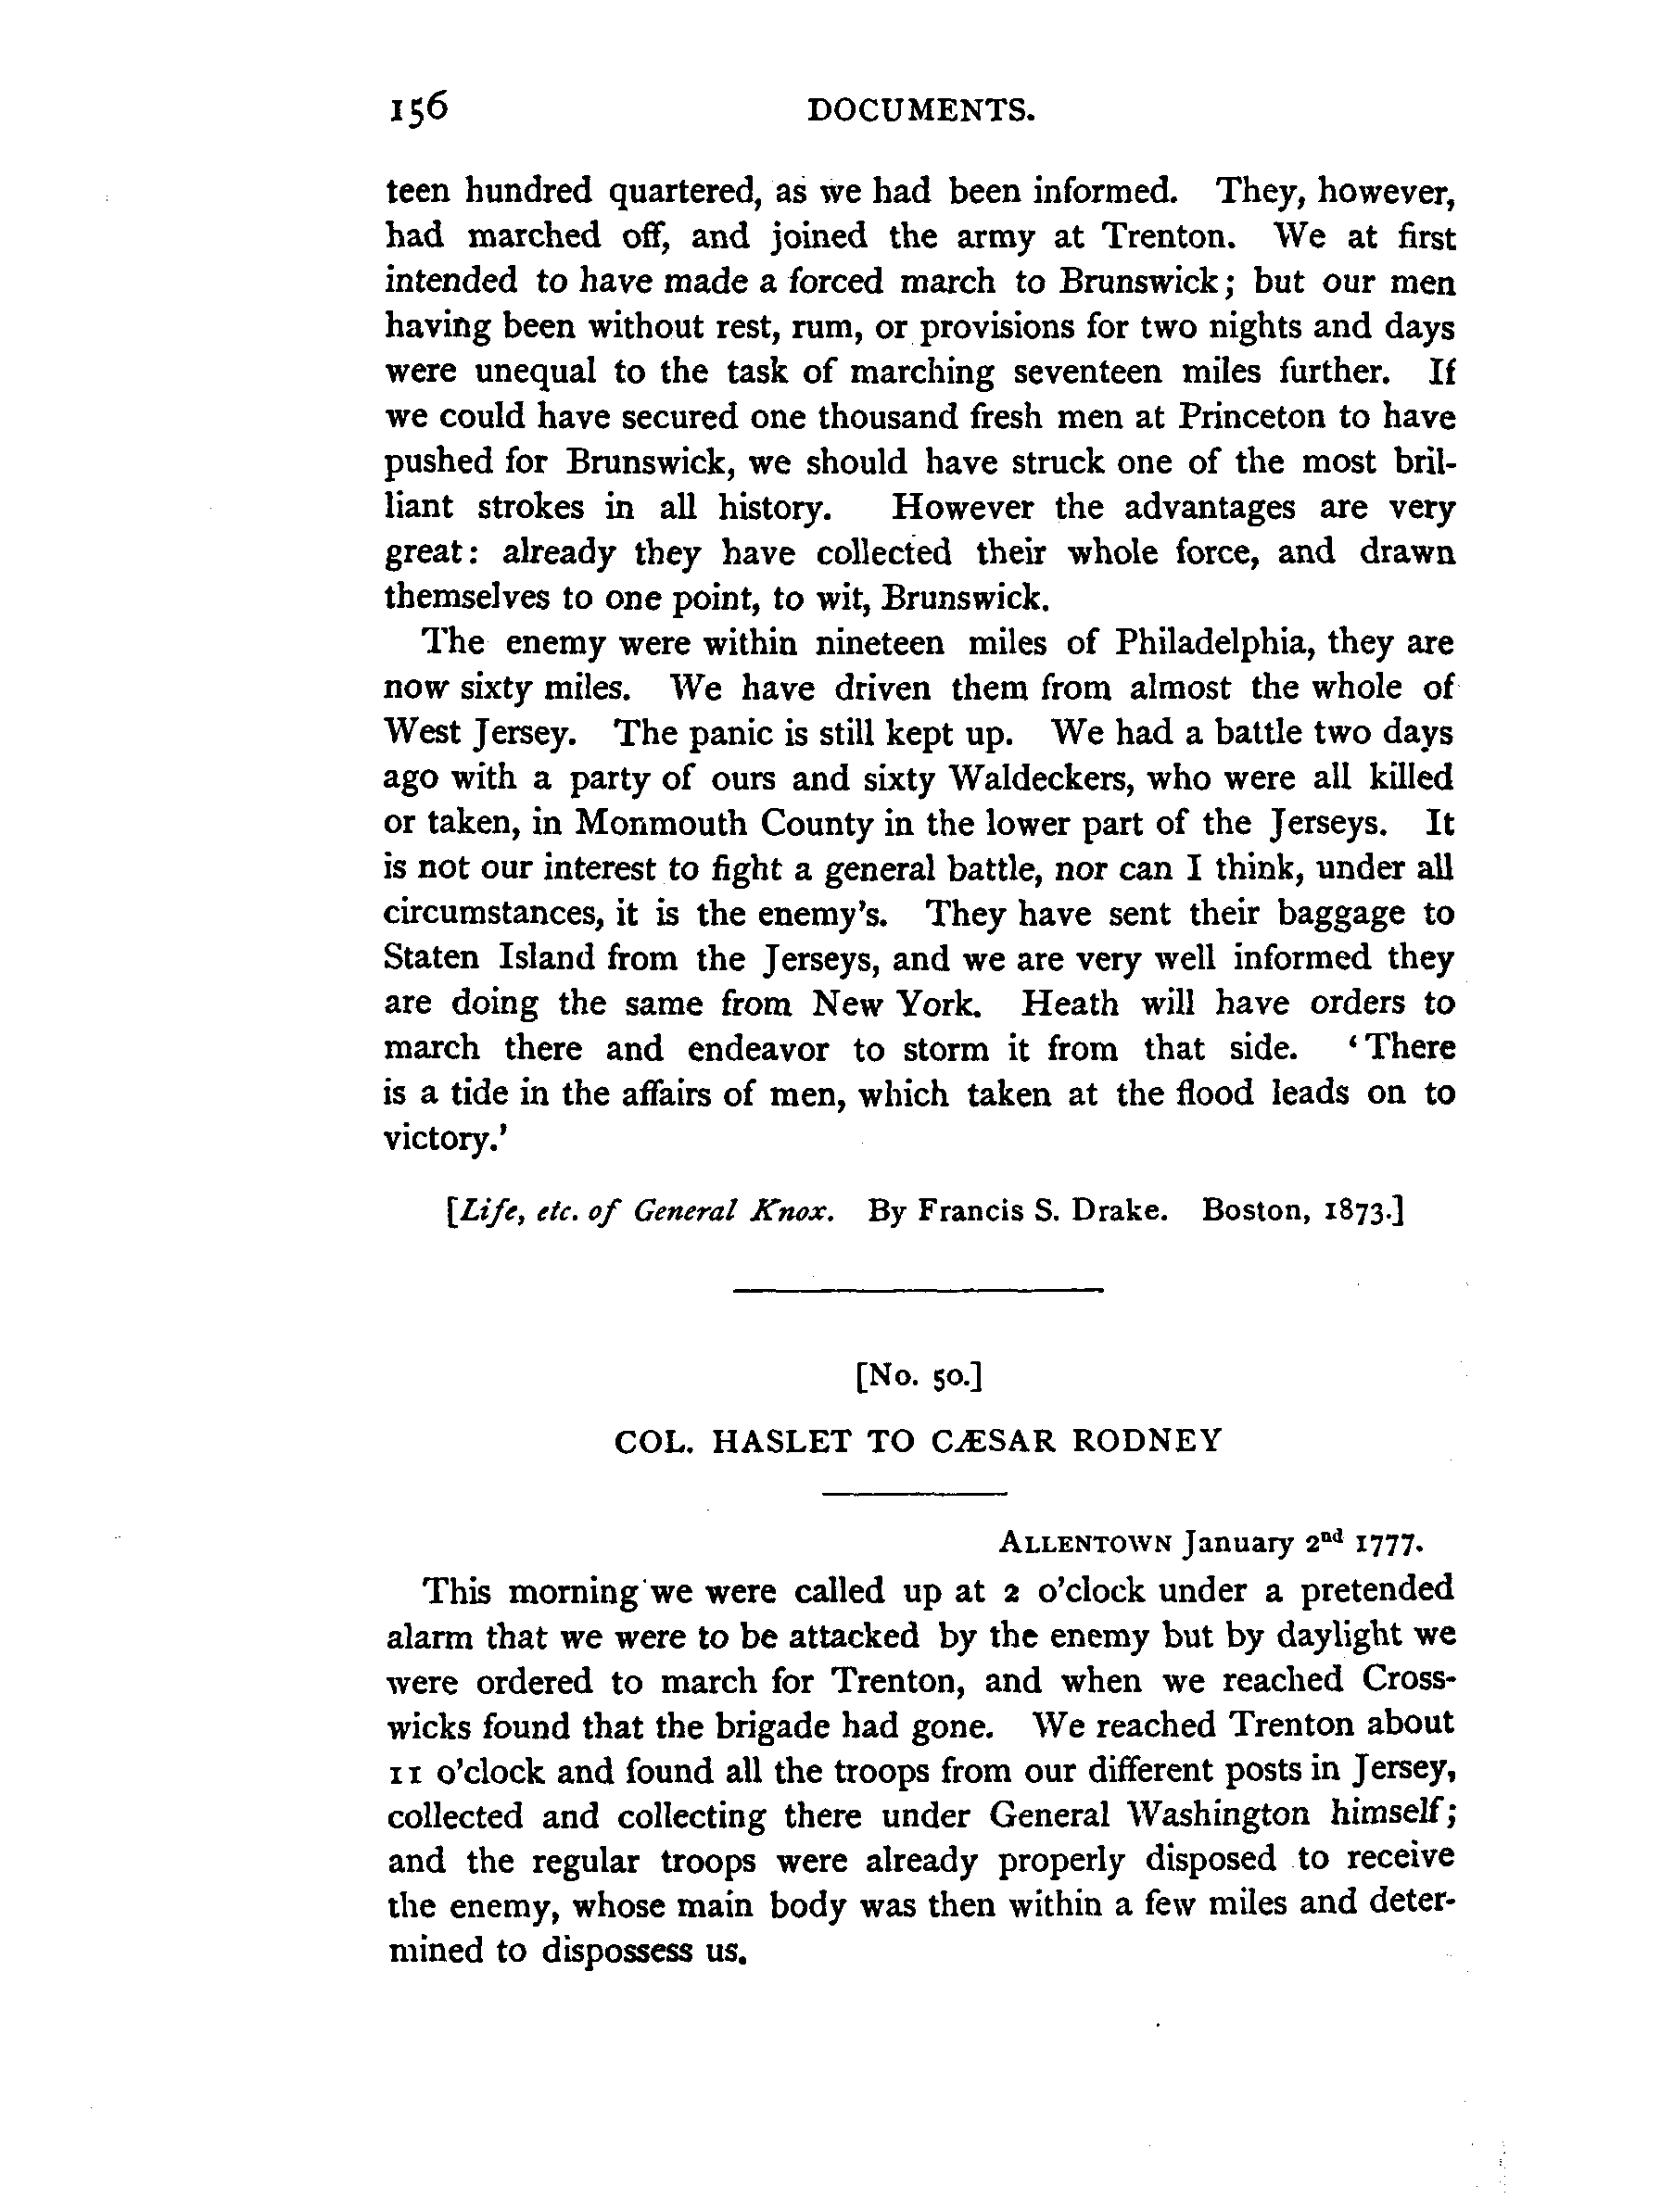 156 DOCUMENTS.
teen hundred quartered, as we had been informed. They, however,
had marched off, and joined the army at Trenton. We at first
intended to have made a forced march to Brunswick; but our men
having been without rest, rum, or provisions for two nights and days
were unequal to the task of marching seventeen miles further. If
we could have secured one thousand fresh men at Princeton to have
pushed for Brunswick, we should have struck one of the most bril-
liant strokes in all history. However the advantages are very
great: already they have collected their whole force, and drawn
themselves to one point, to wit, Brunswick.
The enemy were within nineteen miles of Philadelphia, they are
now sixty miles. We have driven them from almost the whole of
West Jersey. The panic is still kept up. We had a battle two days
ago with a party of ours and sixty Waldeckers, who were all killed
or taken, in Monmouth County in the lower part of the Jerseys. It
is not our interest to fight a general battle, nor can I think, under all
circumstances, it is the enemy's. They have sent their baggage to
Staten Island from the Jerseys, and we are very well informed they
are doing the same from New York. Heath will have orders to
march there and endeavor to storm it from that side. ‘There
is a tide in the affairs of men, which taken at the flood leads on to
victory.’
[Life, etc. of General Knox. By Francis S. Drake. Boston, 1873.]
[No. 50.]
COL. HASLET TO CÆSAR RODNEY
ALLENTOWN January 2nd 1777.
This morning we were called up at 2 o'clock under a pretended
alarm that we were to be attacked by the enemy but by daylight we
were ordered to march for Trenton, and when we reached Cross-
wicks found that the brigade had gone. We reached Trenton about
11 o'clock and found all the troops from our different posts in Jersey,
collected and collecting there under General Washington himself;
and the regular troops were already properly disposed to receive
the enemy, whose main body was then within a few miles and deter-
mined to dispossess us.